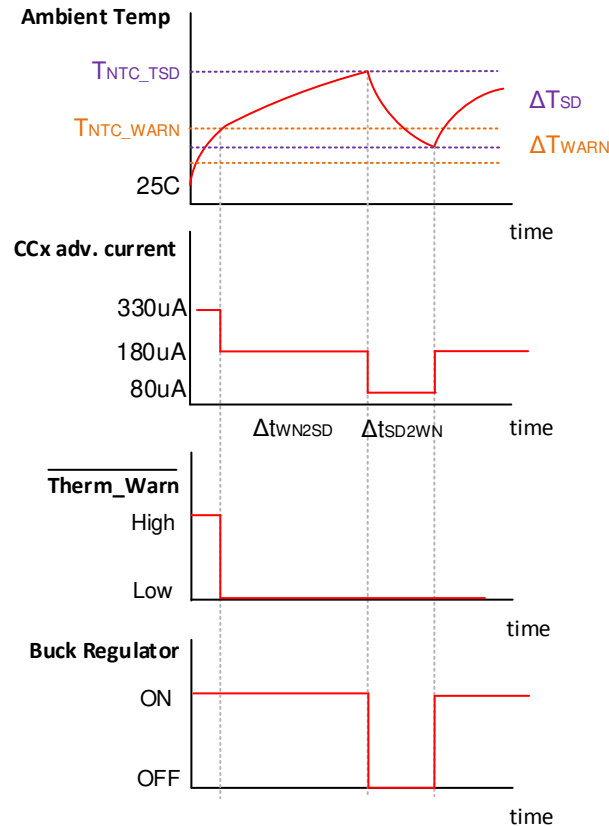 Ambient Temp
TNTC_TSD
ΔTSD
TNTC_WARN
ΔTWARN
25C
time
CCx adv. current
330uA
180uA
80uA
ΔtWN2SD
ΔtSD2WN
time
Therm_Warn
High
Low
time
Buck Regulator
ON
OFF
time